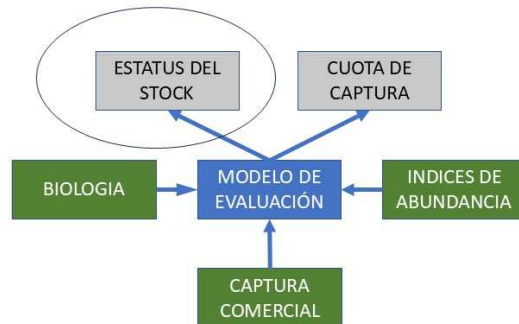 ESTATUS DEL
STOCK
CUOTA DE
CAPTURA
BIOLOGIA
MODELO DE
EVALUACIÓN
INDICES DE
ABUNDANCIA
CAPTURA
COMERCIAL